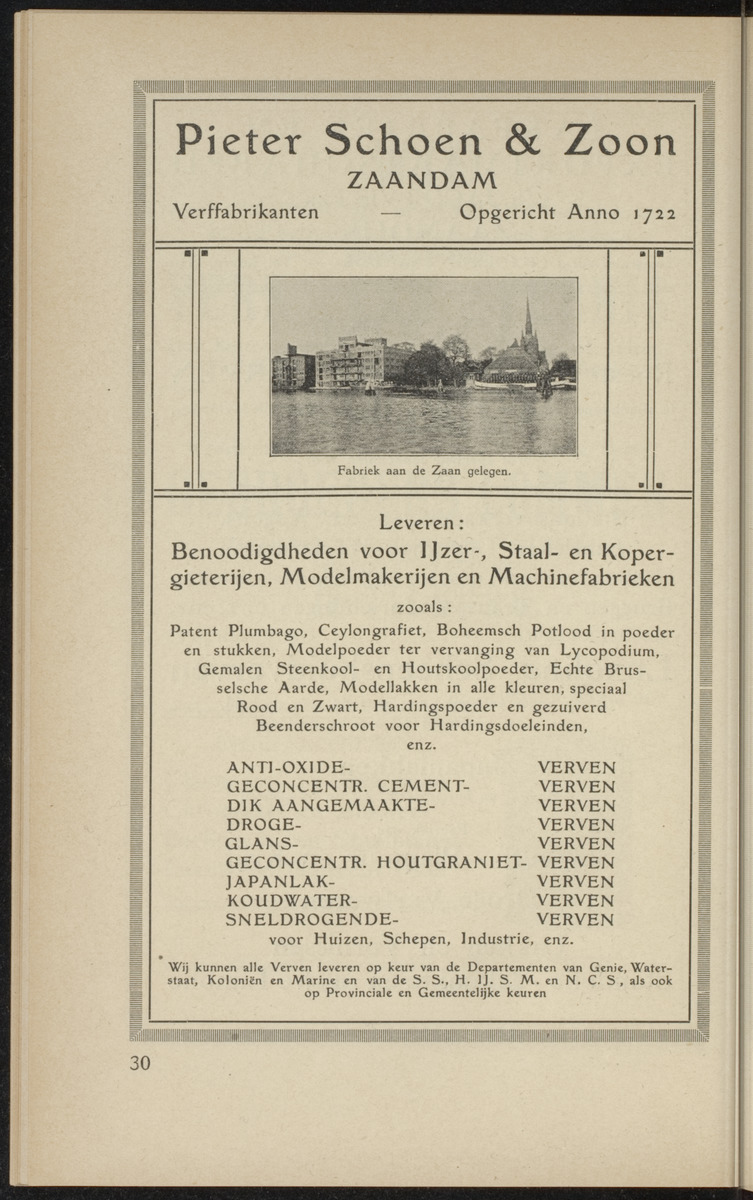 Pieter Schoen & Zoon
ZAANDAM
Verffabrikanten — Opgericht Anno 1722
Fabriek aan de Zaan gelegen.
Leveren :
Benoodigdheden voor IJzer-, Staal- en Koper-
gieterijen, Modelmakerijen en Machinefabrieken
zooals :
Patent Plumbago, Ceylongrafiet, Boheemsch Potlood in poeder
en stukken, Modelpoeder ter vervanging van Lycopodium,
Gemalen Steenkool- en Houtskoolpoeder, Echte Brus-
selsche Aarde, Modellakken in alle kleuren, speciaal
Rood en Zwart, Hardingspoeder en gezuiverd
Beenderschroot voor Hardingsdoeleinden,
enz.
ANTI-OXIDE- VERVEN
GECONCENTR. CEMENT- VERVEN
DIK AANGEMAAKTE- VERVEN
DROGE- VERVEN
GLANS- VERVEN
GECONCENTR. HOUTGRANIET- VERVEN
JAPANLAK- VERVEN
KOUDWATER- VERVEN
SNELDROGENDE- VERVEN
voor Huizen, Schepen, Industrie, enz.
Wij kunnen alle Verven leveren op keur van de Departementen van Genie, Water-
staat, Koloniën en Marine en van de S. S., H. IJ. S. M. en N. C. S, als ook
op Provinciale en Gemeentelijke keuren
30